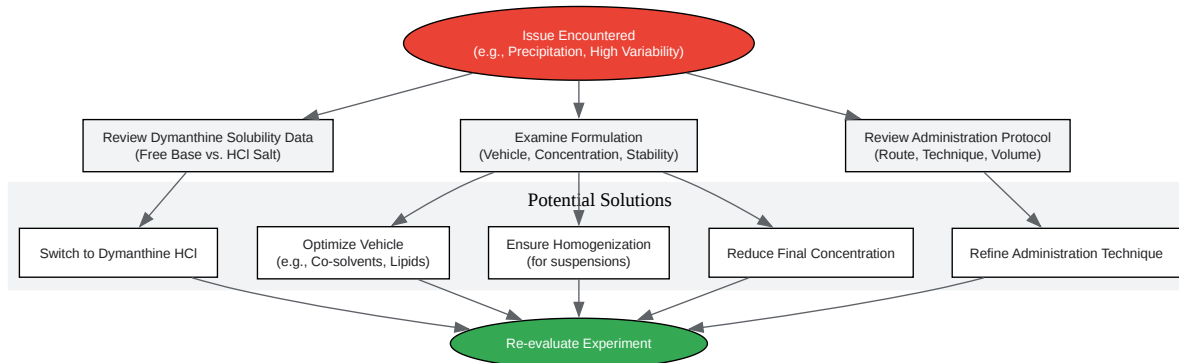 Issue Encountered
(e.g., Precipitation, High Variability)
Review Dymanthine Solubility Data
(Free Base vs. HCl Salt)
Examine Formulation
(Vehicle, Concentration, Stability)
Review Administration Protocol
(Route, Technique, Volume)
Potential Solutions
Switch to Dymanthine HCl
Optimize Vehicle
(e.g., Co-solvents, Lipids)
Ensure Homogenization
(for suspensions)
Reduce Final Concentration
Refine Administration Technique
Re-evaluate Experiment